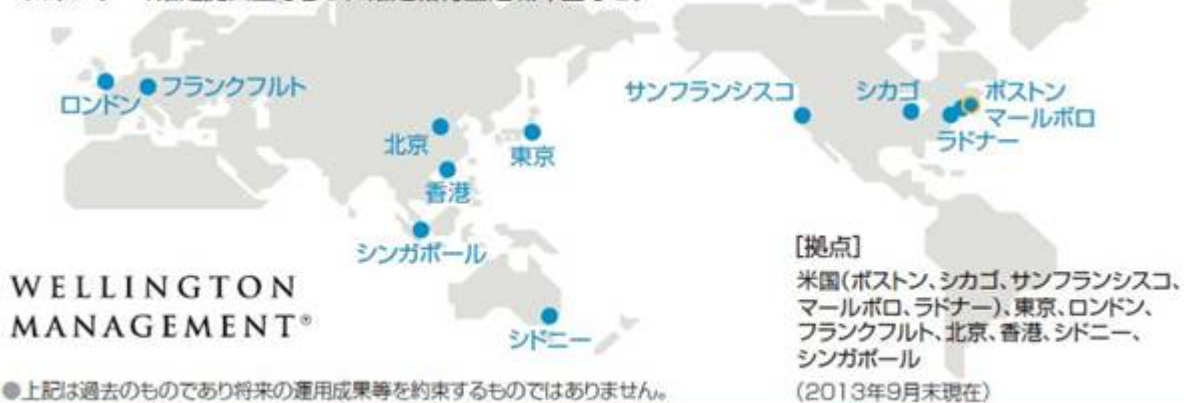 ロンドン
フランクフルト
北京
香港
東京
シンガポール
シドニー
サンフランシスコ
シカゴ
ボストン
マールボロ
ラドナー
WELLINGTON
MANAGEMENT®
[拠点]
米国(ボストン、シカゴ、サンフランシスコ、
マールボロ、ラドナー)、東京、ロンドン、
フランクフルト、北京、香港、シドニー、
シンガポール
(2013年9月末現在)
●上記は過去のものであり将来の運用成果等を約束するものではありません。